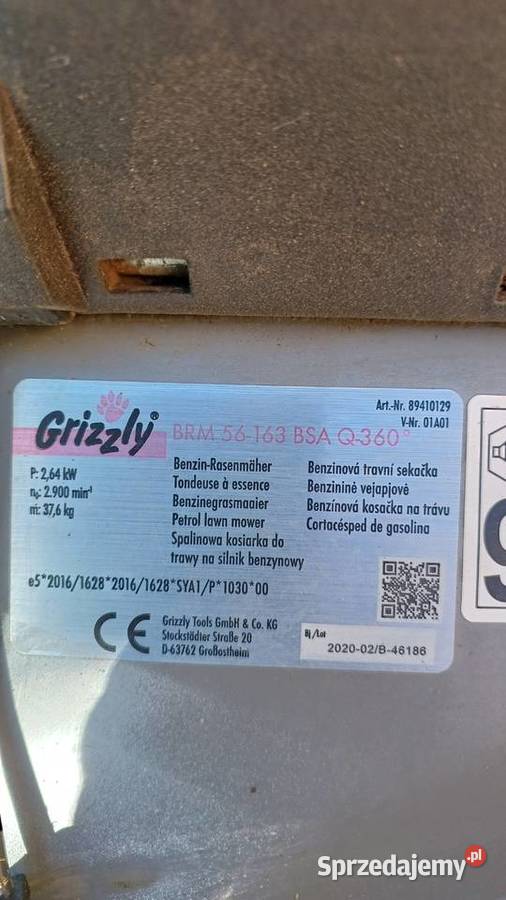 Grizzly® BRM 56-163 BSA Q-360°
Art.-Nr. 89410129
V-Nr. 01A01
P: 2,64 kW
n₀: 2.900 min⁻¹
m: 37,6 kg
Benzin-Rasenmäher
Tondeuse à essence
Benzinegrasmaaier
Petrol lawn mower
Spalinowa kosiarka do
trawy na silnik benzynowy
Benzinová travní sekačka
Benzininė vejapjovė
Benzínová kosačka na trávu
Cortacésped de gasolina
e5*2016/1628*2016/1628*SYA1/P*1030*00
CE
Grizzly Tools GmbH & Co. KG
Stockstädter Straße 20
D-63762 Großostheim
Bj/Lot
2020-02/B-46186
9
Sprzedajemy.pl